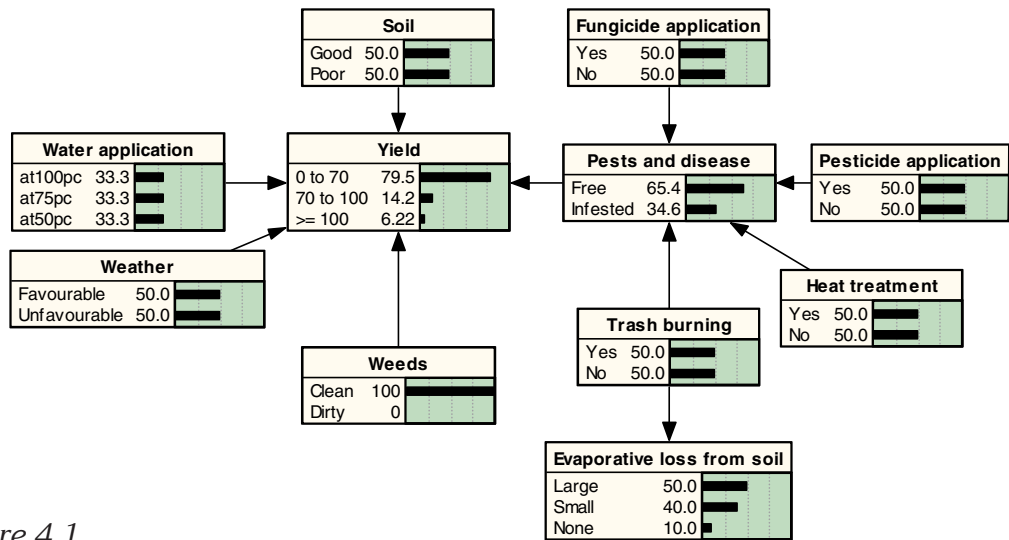 Soil
Good 50.0
Poor 50.0
Fungicide application
Yes 50.0
No 50.0
Water application
at100pc 33.3
at75pc 33.3
at50pc 33.3
Yield
0 to 70 79.5
70 to 100 14.2
>= 100 6.22
Pests and disease
Free 65.4
Infested 34.6
Pesticide application
Yes 50.0
No 50.0
Weather
Favourable 50.0
Unfavourable 50.0
Heat treatment
Yes 50.0
No 50.0
Trash burning
Yes 50.0
No 50.0
Weeds
Clean 100
Dirty 0
Evaporative loss from soil
Large 50.0
Small 40.0
None 10.0
re 4.1